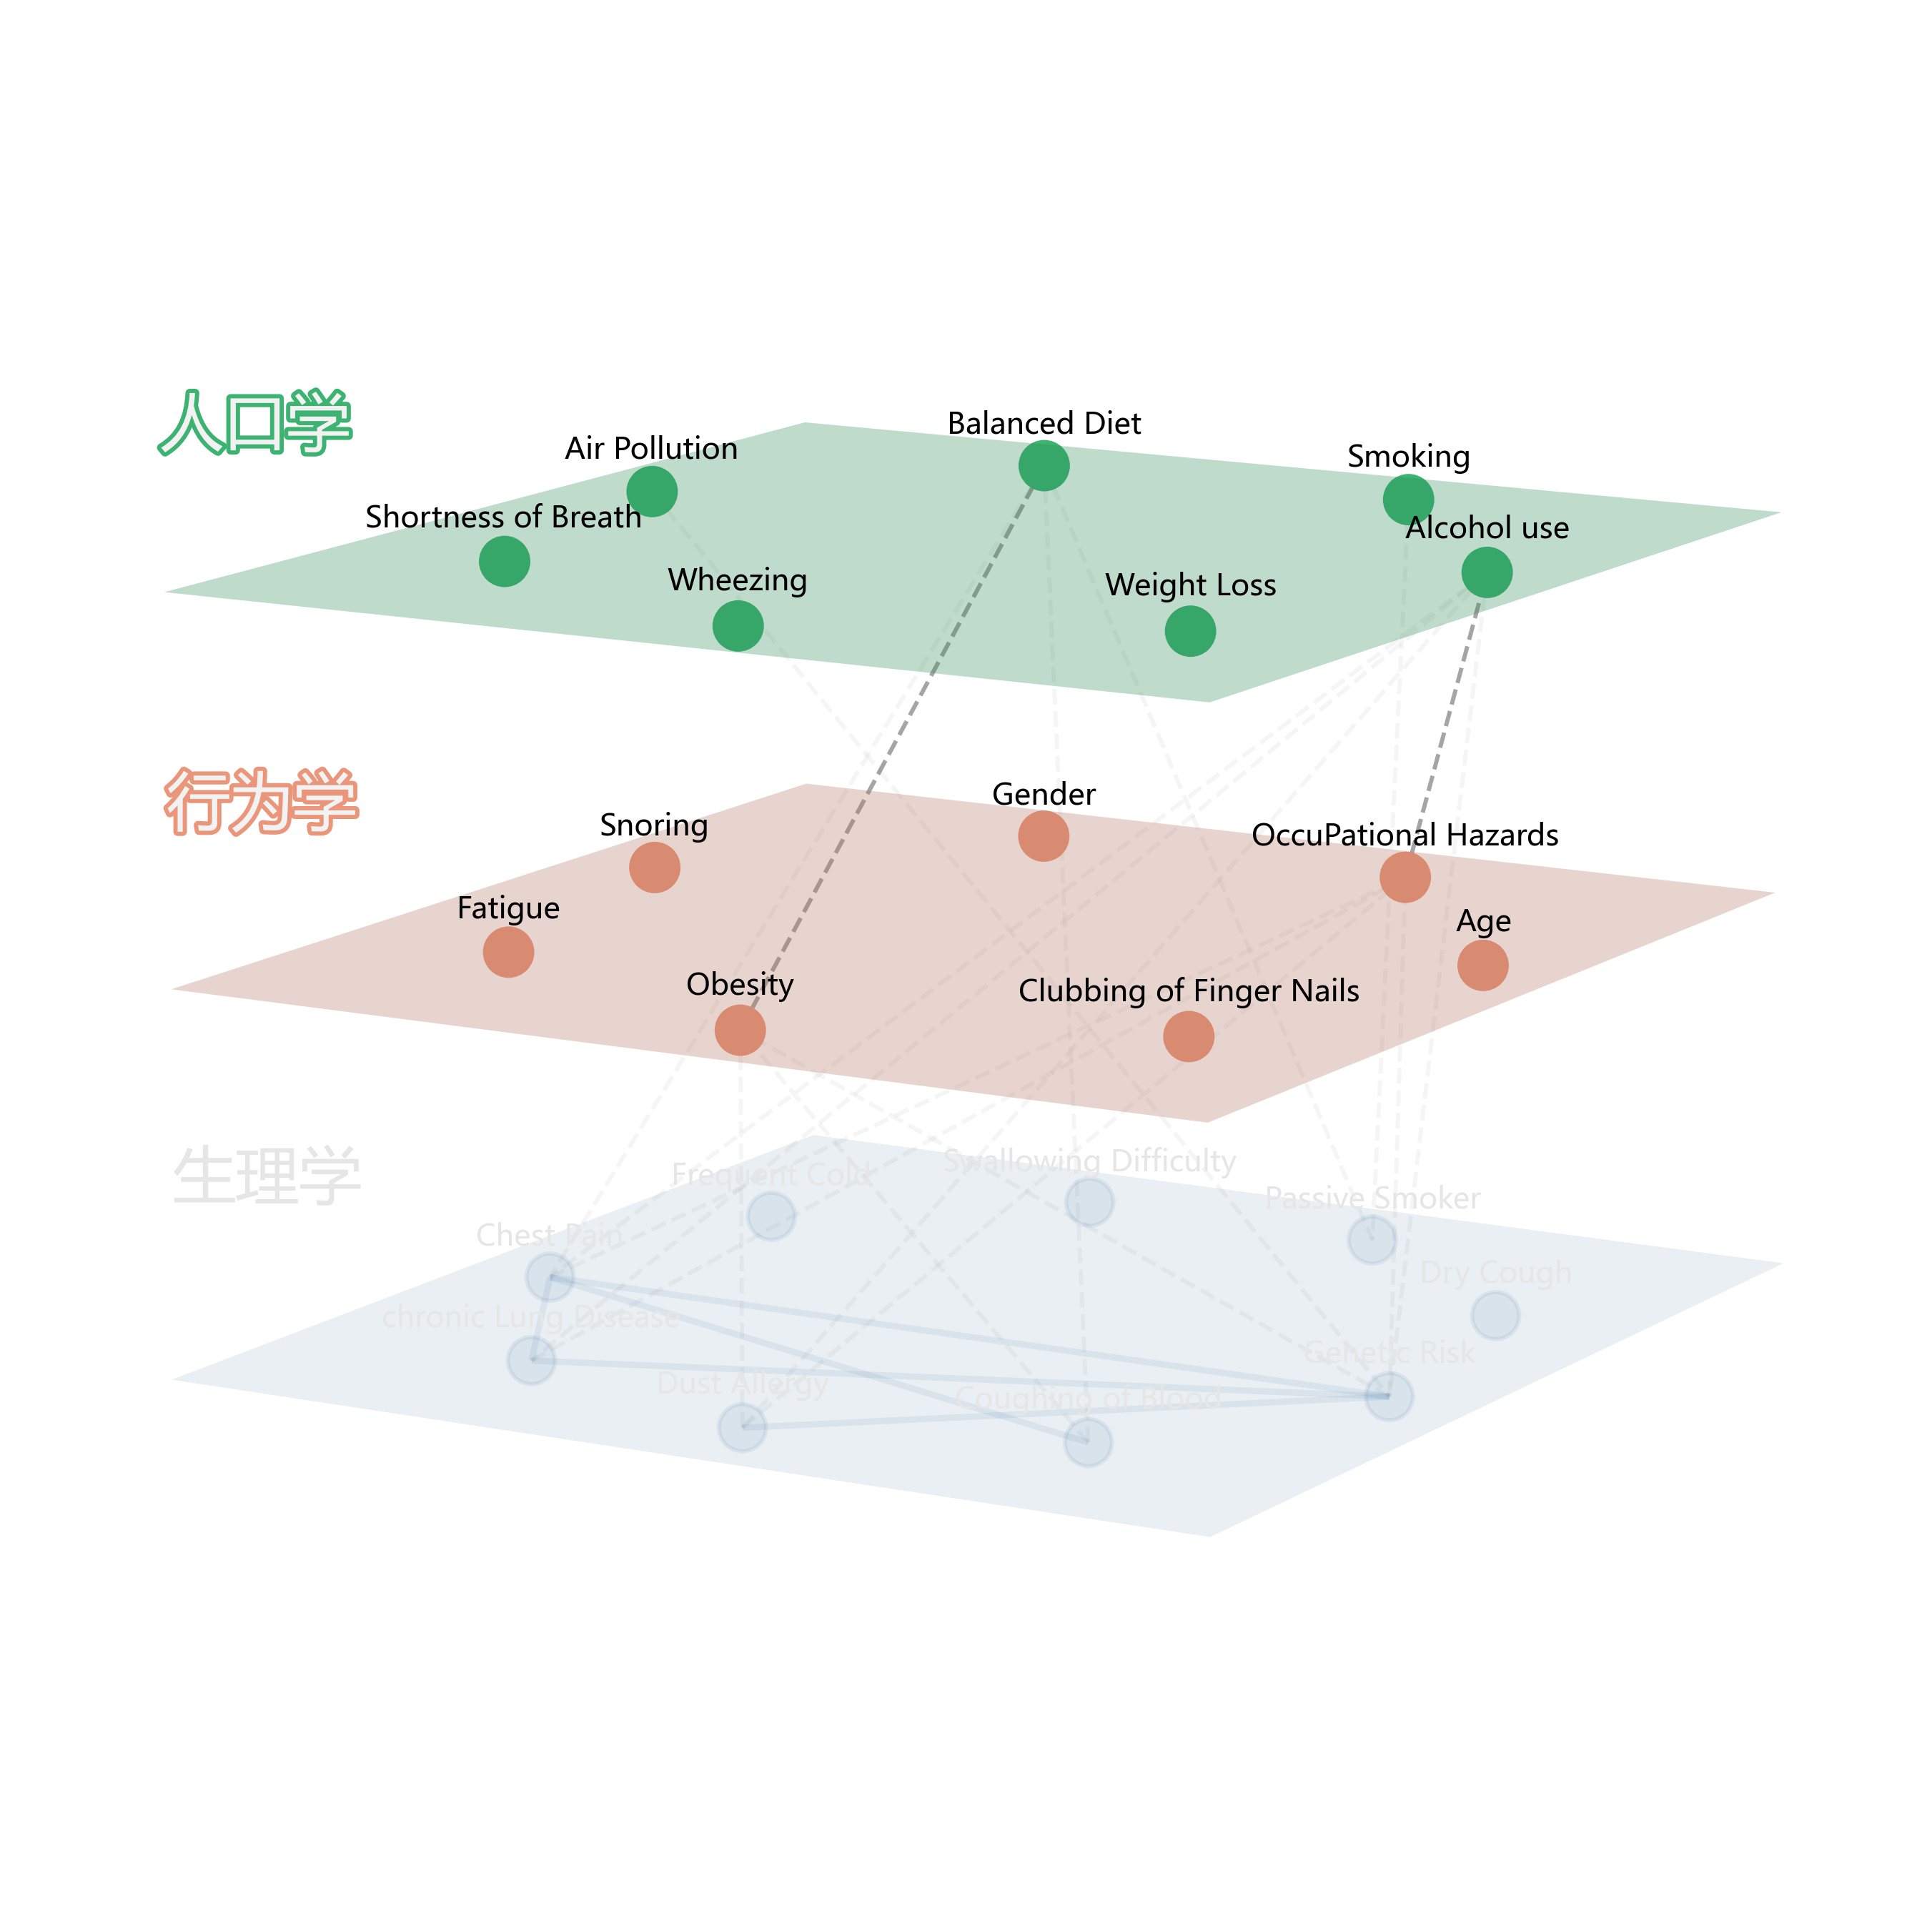 人口学
Balanced Diet
Air Pollution
Smoking
Shortness of Breath
Alcohol use
Wheezing
Weight Loss
行为学
Gender
Snoring
OccuPational Hazards
Fatigue
Age
Obesity
Clubbing of Finger Nails
生理学
Frequent Cold
Swallowing Difficulty
Passive Smoker
Chest Pain
Dry Cough
chronic Lung Disease
Genetic Risk
Dust Allergy
Coughing of Blood